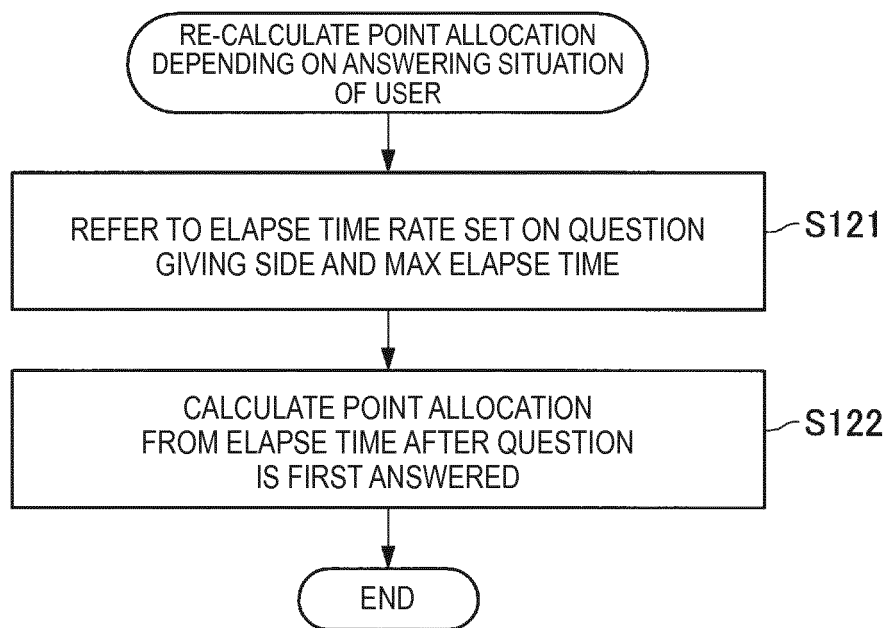 RE-CALCULATE POINT ALLOCATION
DEPENDING ON ANSWERING SITUATION
OF USER
REFER TO ELAPSE TIME RATE SET ON QUESTION
GIVING SIDE AND MAX ELAPSE TIME
S121
CALCULATE POINT ALLOCATION
FROM ELAPSE TIME AFTER QUESTION
IS FIRST ANSWERED
S122
END